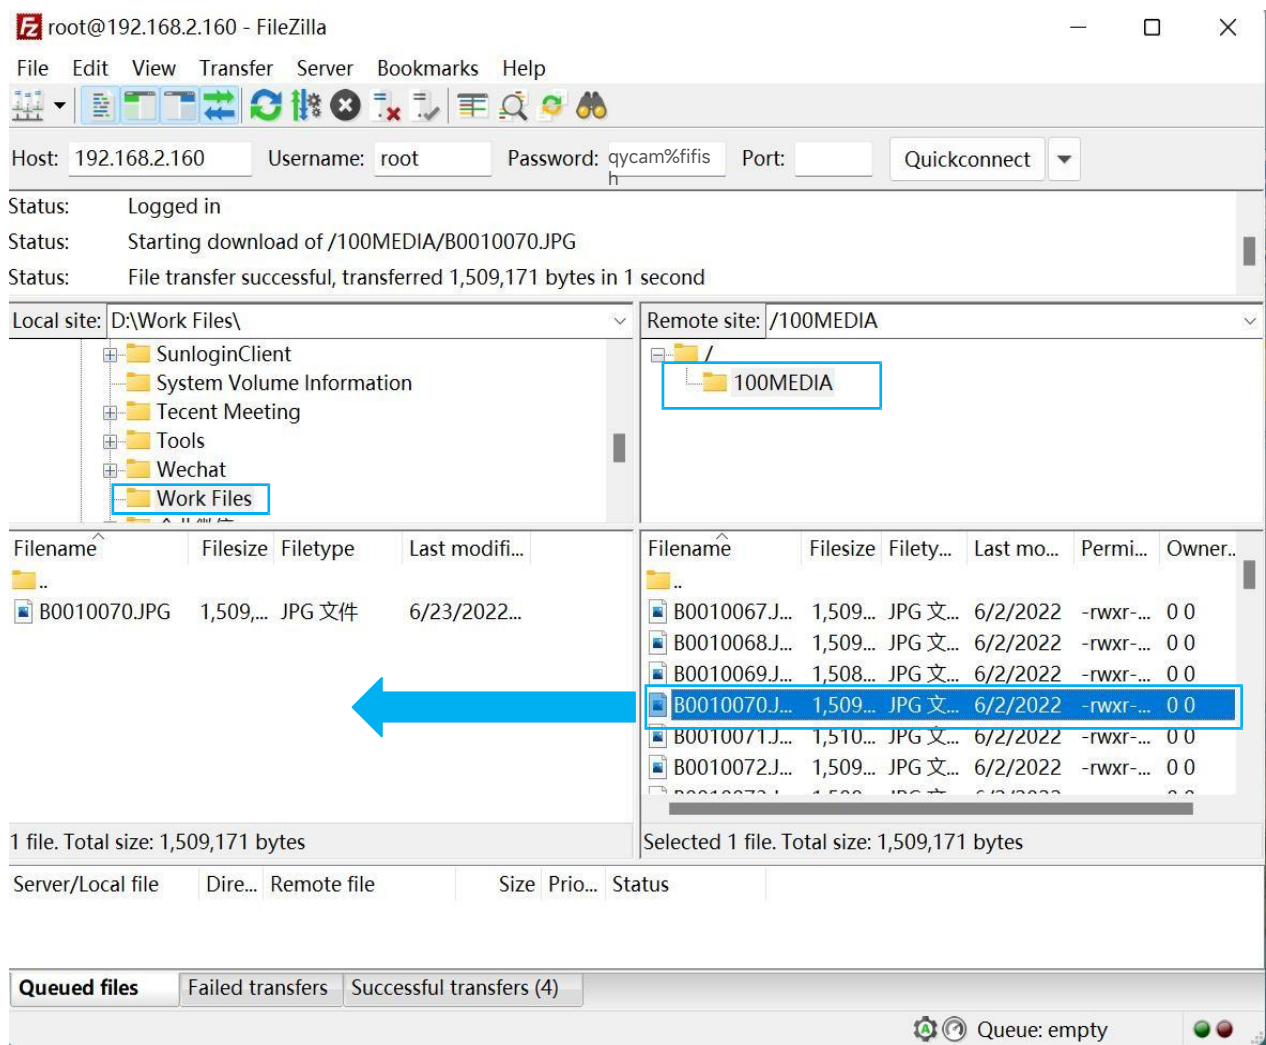 root@192.168.2.160 - FileZilla
File Edit View Transfer Server Bookmarks Help
Host: 192.168.2.160 Username: root Password: qycam%fifis Port: Quickconnect
h
Status: Logged in
Status: Starting download of /100MEDIA/B0010070.JPG
Status: File transfer successful, transferred 1,509,171 bytes in 1 second
Local site: D:\Work Files\
SunloginClient
System Volume Information
Tecent Meeting
Tools
Wechat
Work Files
Remote site: /100MEDIA
/
100MEDIA
Filename Filesize Filetype Last modifi...
..
B0010070.JPG 1,509,... JPG 文件 6/23/2022...
1 file. Total size: 1,509,171 bytes
Filename Filesize Filety... Last mo... Permi... Owner..
..
B0010067.J... 1,509... JPG 文... 6/2/2022 -rwxr-... 0 0
B0010068.J... 1,509... JPG 文... 6/2/2022 -rwxr-... 0 0
B0010069.J... 1,508... JPG 文... 6/2/2022 -rwxr-... 0 0
B0010070.J... 1,509... JPG 文... 6/2/2022 -rwxr-... 0 0
B0010071.J... 1,510... JPG 文... 6/2/2022 -rwxr-... 0 0
B0010072.J... 1,509... JPG 文... 6/2/2022 -rwxr-... 0 0
Selected 1 file. Total size: 1,509,171 bytes
Server/Local file Dire... Remote file Size Prio... Status
Queued files Failed transfers Successful transfers (4)
Queue: empty